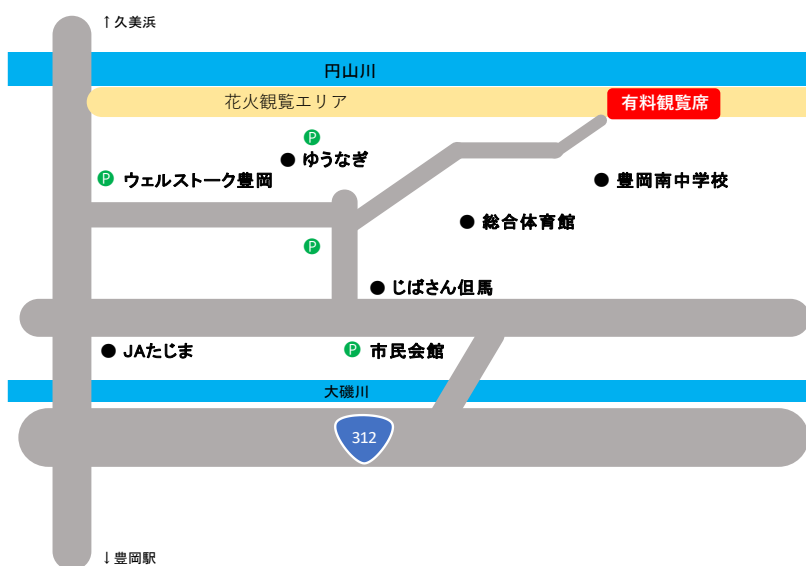 ↑久美浜
円山川
花火観覧エリア
有料観覧席
P
ゆうなぎ
P ウェルストーク豊岡
豊岡南中学校
総合体育館
P
じばさん但馬
JAたじま
P 市民会館
大磯川
312
↓豊岡駅